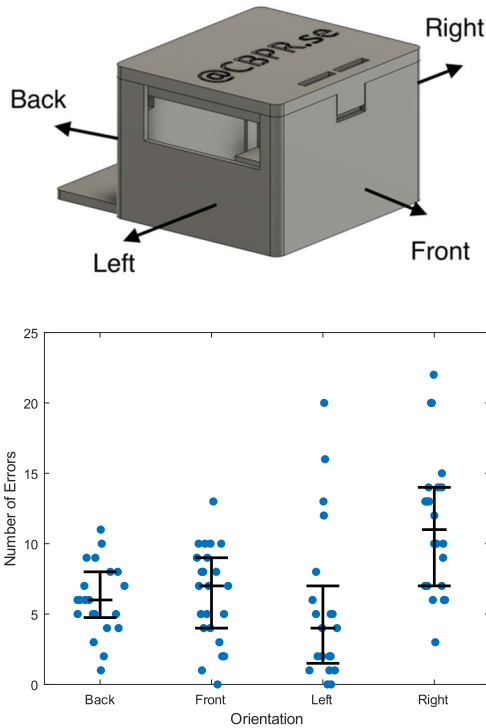 Right
@CBPR.se
Back
Left
Front
25
20
15
10
5
0
Number of Errors
Back Front Left Right
Orientation